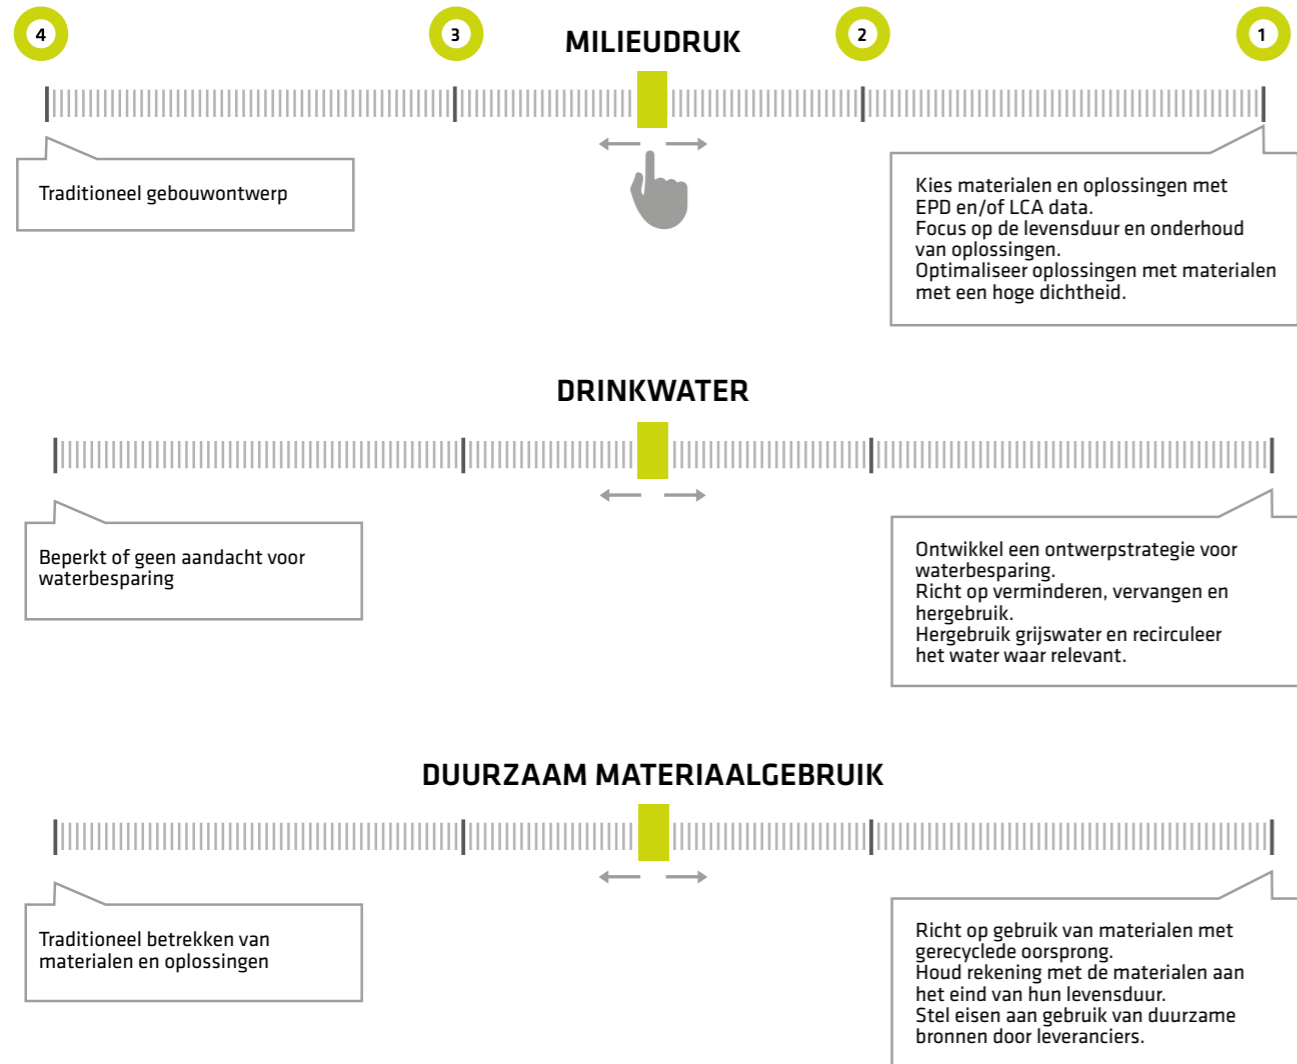 4
3
MILIEUDRUK
2
1
Traditioneel gebouwontwerp
Kies materialen en oplossingen met
EPD en/of LCA data.
Focus op de levensduur en onderhoud
van oplossingen.
Optimaliseer oplossingen met materialen
met een hoge dichtheid.
DRINKWATER
Beperkt of geen aandacht voor
waterbesparing
Ontwikkel een ontwerpstrategie voor
waterbesparing.
Richt op verminderen, vervangen en
hergebruik.
Hergebruik grijswater en recirculeer
het water waar relevant.
DUURZAAM MATERIAALGEBRUIK
Traditioneel betrekken van
materialen en oplossingen
Richt op gebruik van materialen met
gerecyclede oorsprong.
Houd rekening met de materialen aan
het eind van hun levensduur.
Stel eisen aan gebruik van duurzame
bronnen door leveranciers.